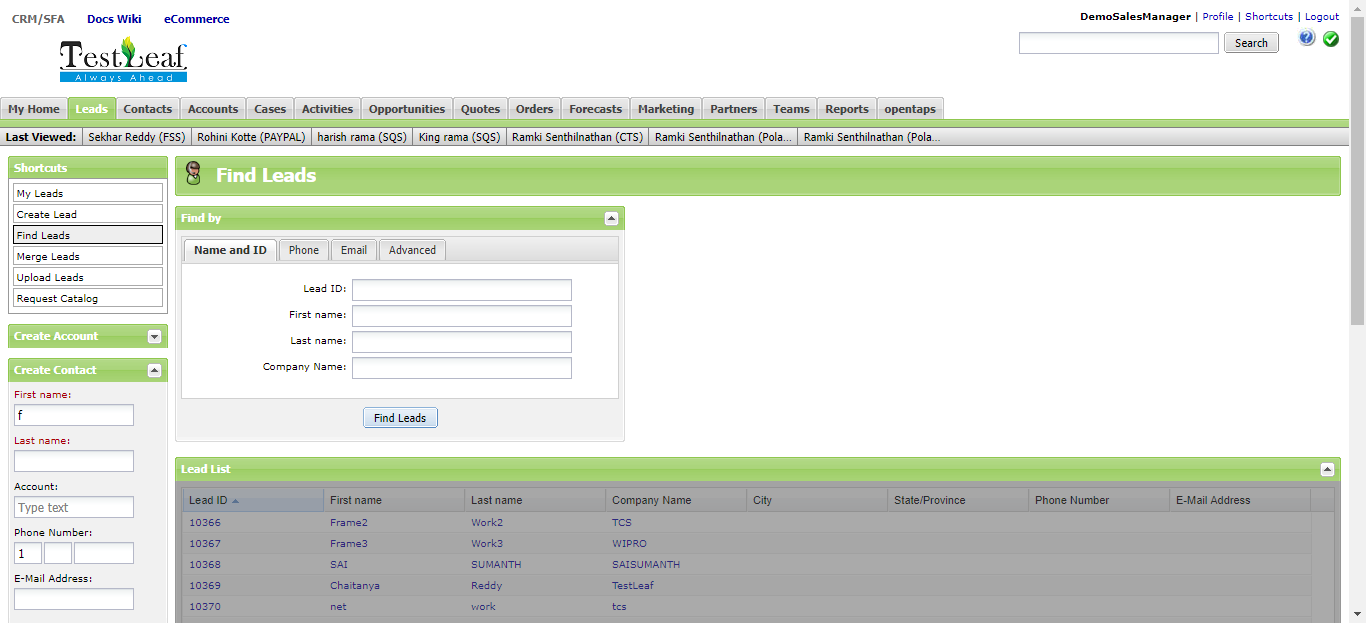 CRM/SFA Docs Wiki eCommerce
DemoSalesManager | Profile | Shortcuts | Logout
TestLeaf
Always Ahead
Search
My Home Leads Contacts Accounts Cases Activities Opportunities Quotes Orders Forecasts Marketing Partners Teams Reports opentaps
Last Viewed: Sekhar Reddy (FSS) Rohini Kotte (PAYPAL) harish rama (SQS) King rama (SQS) Ramki Senthilnathan (CTS) Ramki Senthilnathan (Pola... Ramki Senthilnathan (Pola...
Shortcuts
My Leads
Create Lead
Find Leads
Merge Leads
Upload Leads
Request Catalog
Create Account
Create Contact
First name:
f
Last name:
Account:
Type text
Phone Number:
1
E-Mail Address:
Find Leads
Find by
Name and ID Phone Email Advanced
Lead ID:
First name:
Last name:
Company Name:
Find Leads
Lead List
Lead ID First name Last name Company Name City State/Province Phone Number E-Mail Address
10366 Frame2 Work2 TCS
10367 Frame3 Work3 WIPRO
10368 SAI SUMANTH SAISUMANTH
10369 Chaitanya Reddy TestLeaf
10370 net work tcs